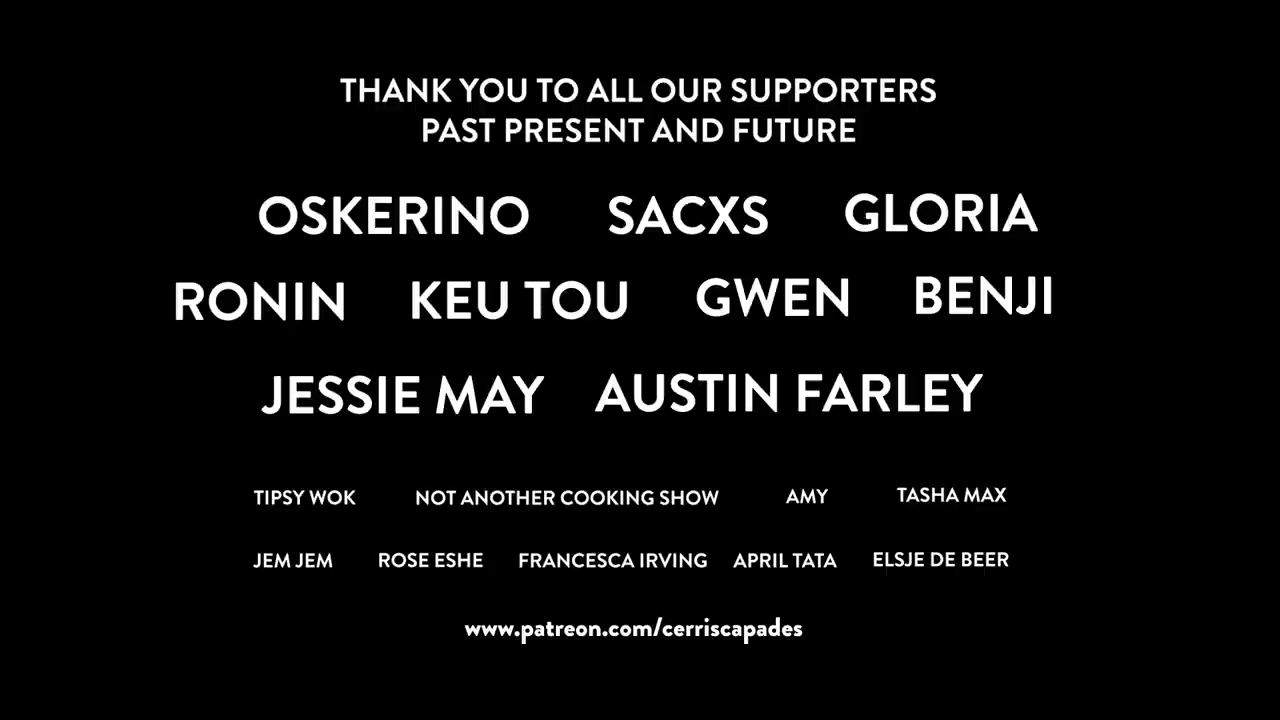 THANK YOU TO ALL OUR SUPPORTERS
PAST PRESENT AND FUTURE
OSKERINO SACXS GLORIA
RONIN KEU TOU GWEN BENJI
JESSIE MAY AUSTIN FARLEY
TIPSY WOK NOT ANOTHER COOKING SHOW AMY TASHA MAX
JEM JEM ROSE ESHE FRANCESCA IRVING APRIL TATA ELSJE DE BEER
www.patreon.com/cerriscapades